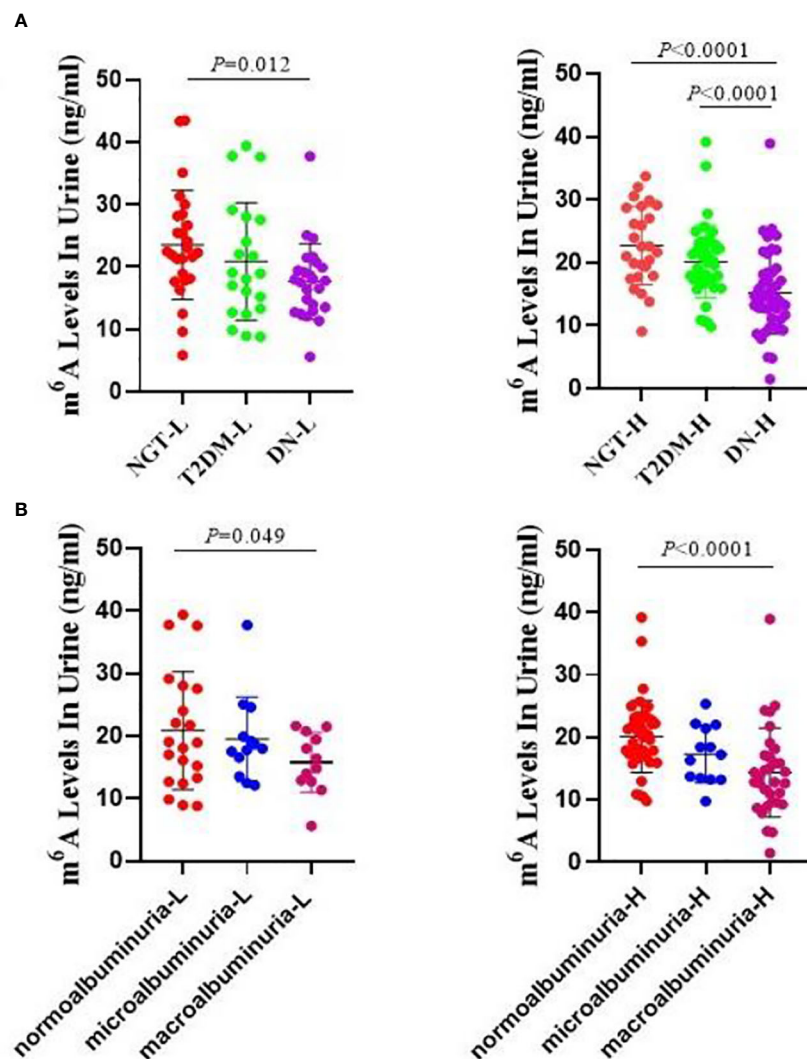 A
P=0.012
m⁶A Levels In Urine (ng/ml)
50
40
30
20
10
0
NGT-L
T2DM-L
DN-L
P<0.0001
P<0.0001
m⁶A Levels In Urine (ng/ml)
50
40
30
20
10
0
NGT-H
T2DM-H
DN-H
B
P=0.049
m⁶A Levels In Urine (ng/ml)
50
40
30
20
10
0
normoalbuminuria-L
microalbuminuria-L
macroalbuminuria-L
P<0.0001
m⁶A Levels In Urine (ng/ml)
50
40
30
20
10
0
normoalbuminuria-H
microalbuminuria-H
macroalbuminuria-H